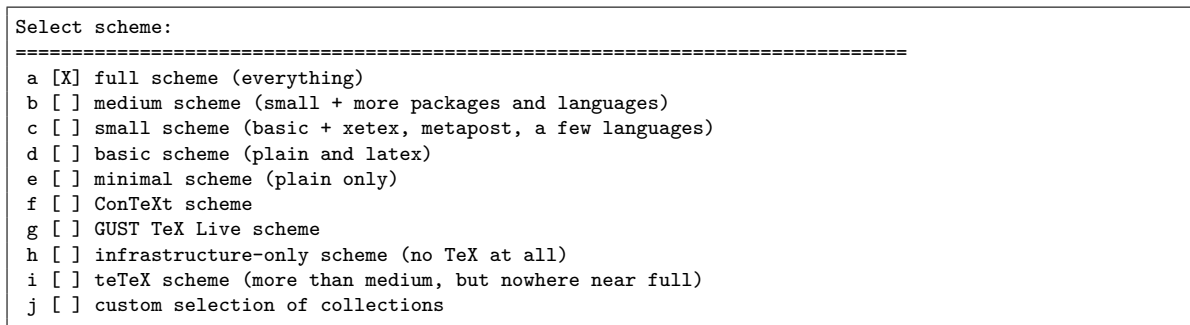 Select scheme:
===============================================================================
a [X] full scheme (everything)
b [ ] medium scheme (small + more packages and languages)
c [ ] small scheme (basic + xetex, metapost, a few languages)
d [ ] basic scheme (plain and latex)
e [ ] minimal scheme (plain only)
f [ ] ConTeXt scheme
g [ ] GUST TeX Live scheme
h [ ] infrastructure-only scheme (no TeX at all)
i [ ] teTeX scheme (more than medium, but nowhere near full)
j [ ] custom selection of collections